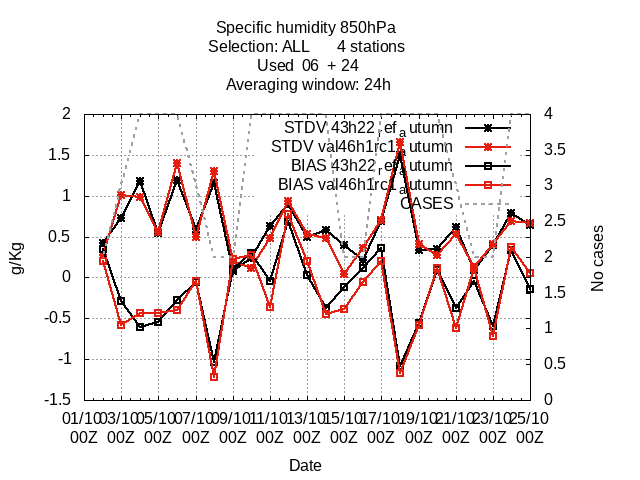 Specific humidity 850hPa
Selection: ALL 4 stations
Used 06 + 24
Averaging window: 24h
STDV 43h22_ref_autumn
STDV val46h1rc1_autumn
BIAS 43h22_ref_autumn
BIAS val46h1rc1_autumn
CASES
2
1.5
1
0.5
0
-0.5
-1
-1.5
g/Kg
4
3.5
3
2.5
2
1.5
1
0.5
0
No cases
01/10 03/10 05/10 07/10 09/10 11/10 13/10 15/10 17/10 19/10 21/10 23/10 25/10
00Z 00Z 00Z 00Z 00Z 00Z 00Z 00Z 00Z 00Z 00Z 00Z 00Z
Date